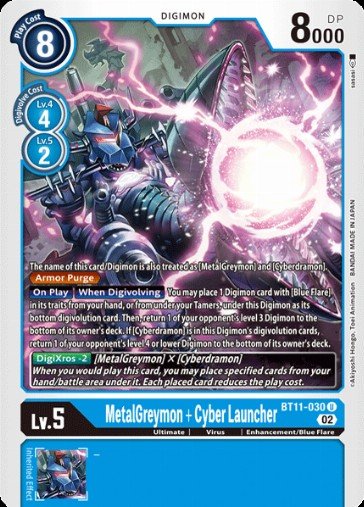 DIGIMON
Play Cost
8
DP
8000
Digivolve Cost
Lv.4
4
Lv.5
2
sasasi
The name of this card/Digimon is also treated as [MetalGreymon] and [Cyberdramon].
Armor Purge
On Play When Digivolving You may place 1 Digimon card with [Blue Flare]
in its traits from your hand, or from under your Tamers, under this Digimon as its
bottom digivolution card. Then, return 1 of your opponent's level 3 Digimon to the
bottom of its owner's deck. If [Cyberdramon] is in this Digimon's digivolution cards,
return 1 of your opponent's level 4 or lower Digimon to the bottom of its owner's deck.
DigiXros -2 [MetalGreymon] × [Cyberdramon]
When you would play this card, you may place specified cards from your
hand/battle area under it. Each placed card reduces the play cost.
©Akiyoshi Hongo, Toei Animation BANDAI MADE IN JAPAN
Lv.5
MetalGreymon + Cyber Launcher
BT11-030 U
02
Ultimate | Virus | Enhancement/Blue Flare
Inherited Effect
-